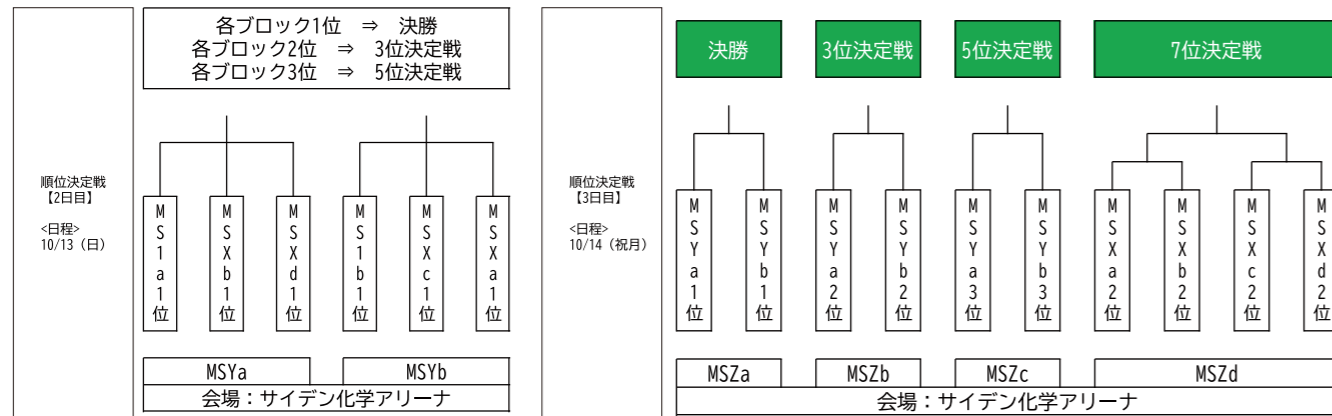 各ブロック1位　⇒　決勝
各ブロック2位　⇒　3位決定戦
各ブロック3位　⇒　5位決定戦
順位決定戦
【2日目】
<日程>
10/13（日）
MS1a1位
MSXb1位
MSXd1位
MS1b1位
MSXc1位
MSXa1位
MSYa
MSYb
会場：サイデン化学アリーナ
順位決定戦
【3日目】
<日程>
10/14（祝月）
決勝
3位決定戦
5位決定戦
7位決定戦
MSYa1位
MSYb1位
MSYa2位
MSYb2位
MSYa3位
MSYb3位
MSXa2位
MSXb2位
MSXc2位
MSXd2位
MSZa
MSZb
MSZc
MSZd
会場：サイデン化学アリーナ